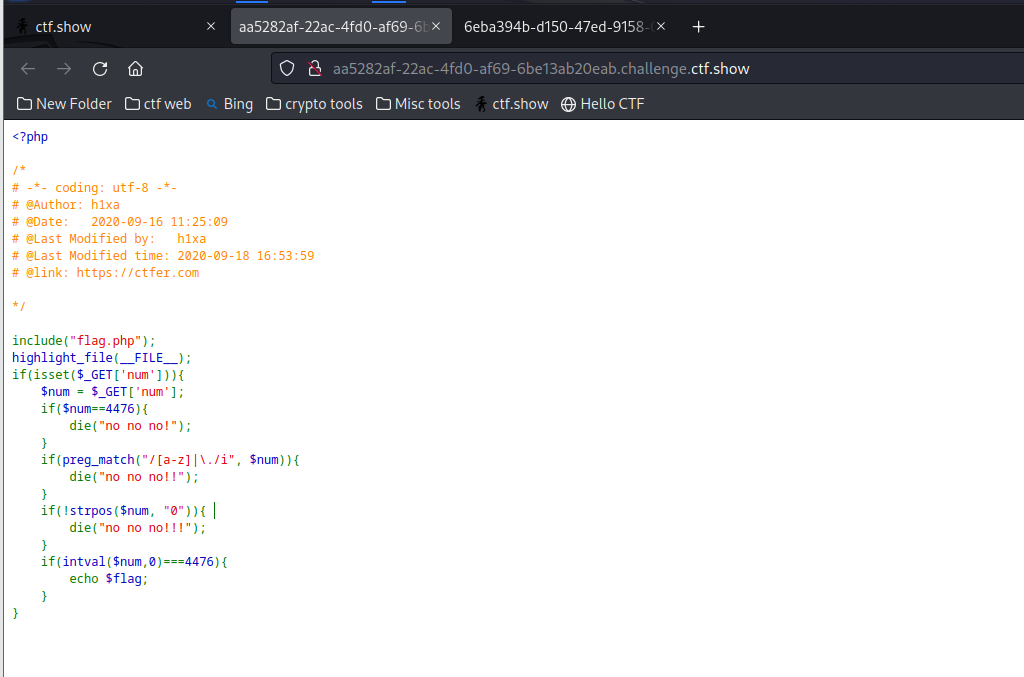 ctf.show
aa5282af-22ac-4fd0-af69-6b
6eba394b-d150-47ed-9158-
aa5282af-22ac-4fd0-af69-6be13ab20eab.challenge.ctf.show
New Folder ctf web Bing crypto tools Misc tools ctf.show Hello CTF
<?php
/*
# -*- coding: utf-8 -*-
# @Author: h1xa
# @Date:   2020-09-16 11:25:09
# @Last Modified by:   h1xa
# @Last Modified time: 2020-09-18 16:53:59
# @link: https://ctfer.com
*/
include("flag.php");
highlight_file(__FILE__);
if(isset($_GET['num'])){
    $num = $_GET['num'];
    if($num==4476){
        die("no no no!");
    }
    if(preg_match("/[a-z]|\./i", $num)){
        die("no no no!!");
    }
    if(!strpos($num, "0")){
        die("no no no!!!");
    }
    if(intval($num,0)===4476){
        echo $flag;
    }
}